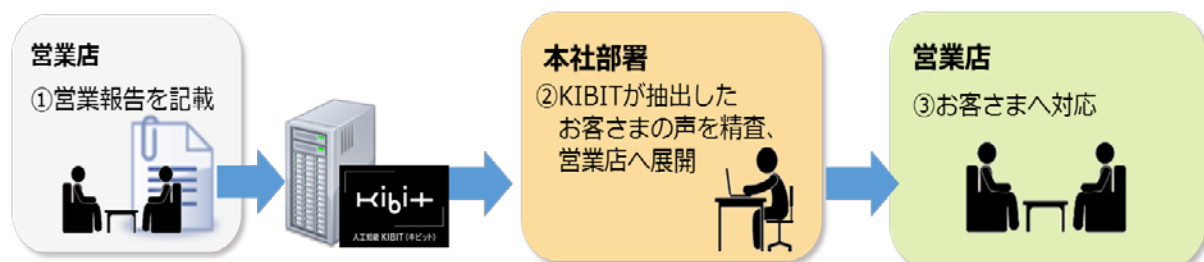 営業店
①営業報告を記載
Kibit
人工知能 KIBIT(キビット)
本社部署
②KIBITが抽出した
お客さまの声を精査、
営業店へ展開
営業店
③お客さまへ対応